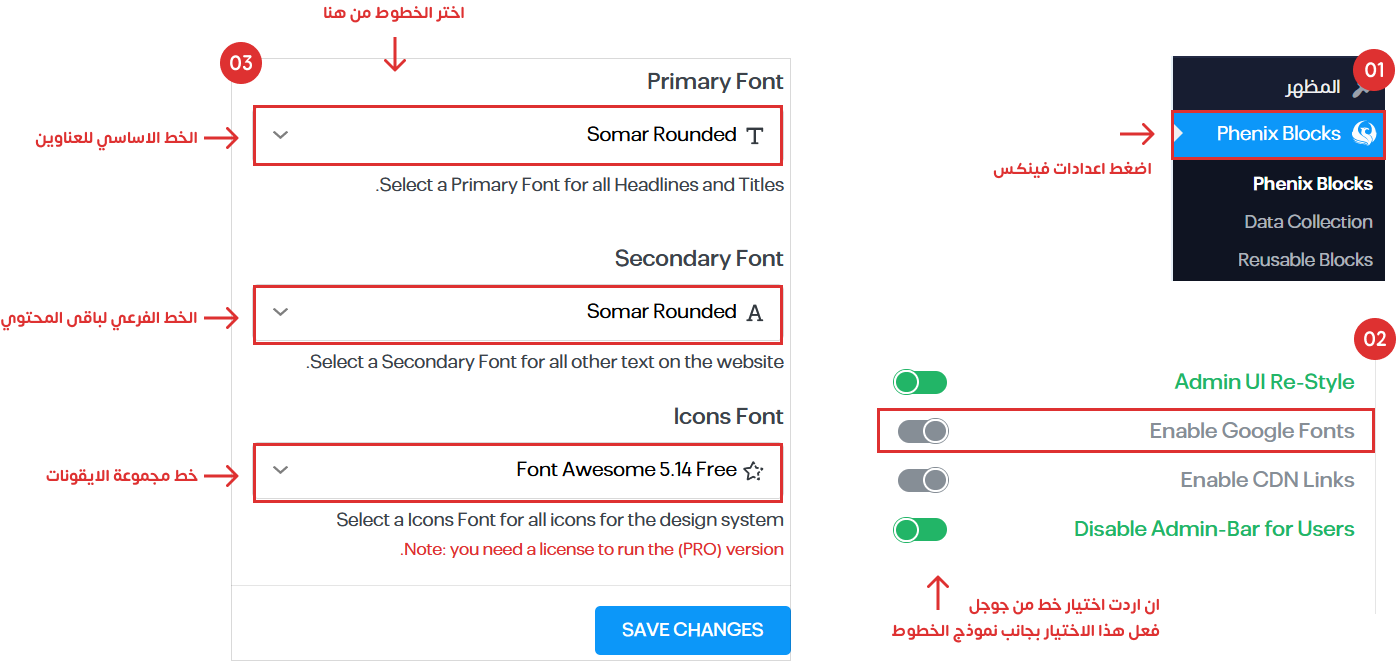 01
المظهر
Phenix Blocks
اضغط اعدادات فينكس
Phenix Blocks
Data Collection
Reusable Blocks
02
Admin UI Re-Style
Enable Google Fonts
Enable CDN Links
Disable Admin-Bar for Users
ان اردت اختيار خط من جوجل
فعل هذا الاختيار بجانب نموذج الخطوط
اختر الخطوط من هنا
03
Primary Font
Somar Rounded
الخط الاساسي للعناوين
.Select a Primary Font for all Headlines and Titles
Secondary Font
Somar Rounded
الخط الفرعي لباقى المحتوي
.Select a Secondary Font for all other text on the website
Icons Font
Font Awesome 5.14 Free
خط مجموعة الايقونات
Select a Icons Font for all icons for the design system
.Note: you need a license to run the (PRO) version
SAVE CHANGES